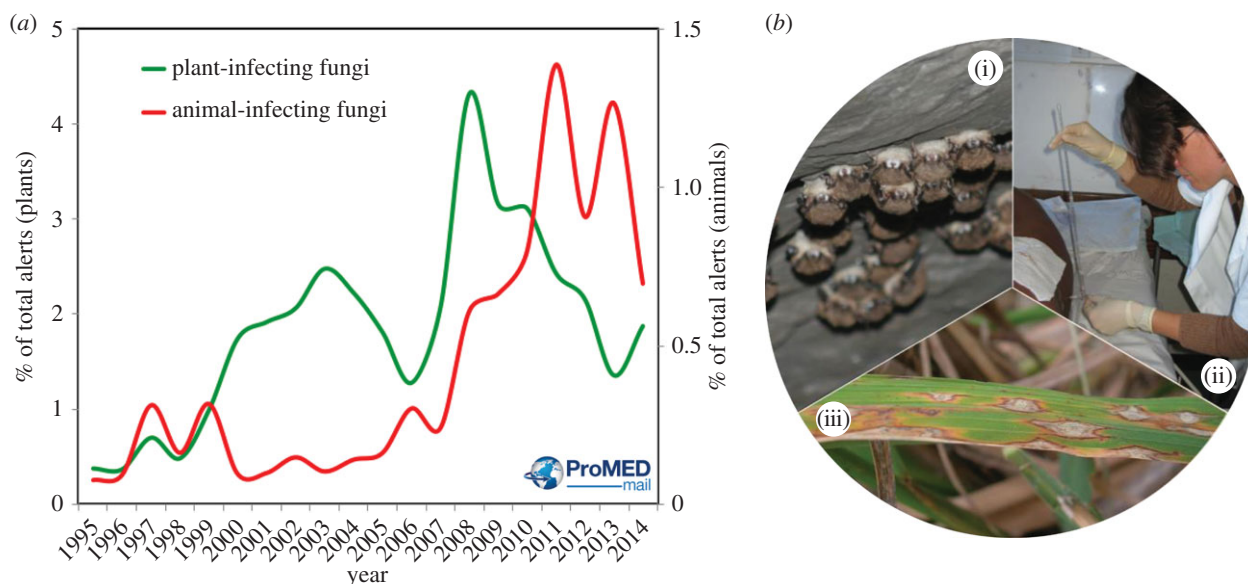 (a)
5
4
3
2
1
0
% of total alerts (plants)
plant-infecting fungi
animal-infecting fungi
1.5
1.0
0.5
0
% of total alerts (animals)
ProMED
mail
1995
1996
1997
1998
1999
2000
2001
2002
2003
2004
2005
2006
2007
2008
2009
2010
2011
2012
2013
2014
year
(b)
(i)
(ii)
(iii)